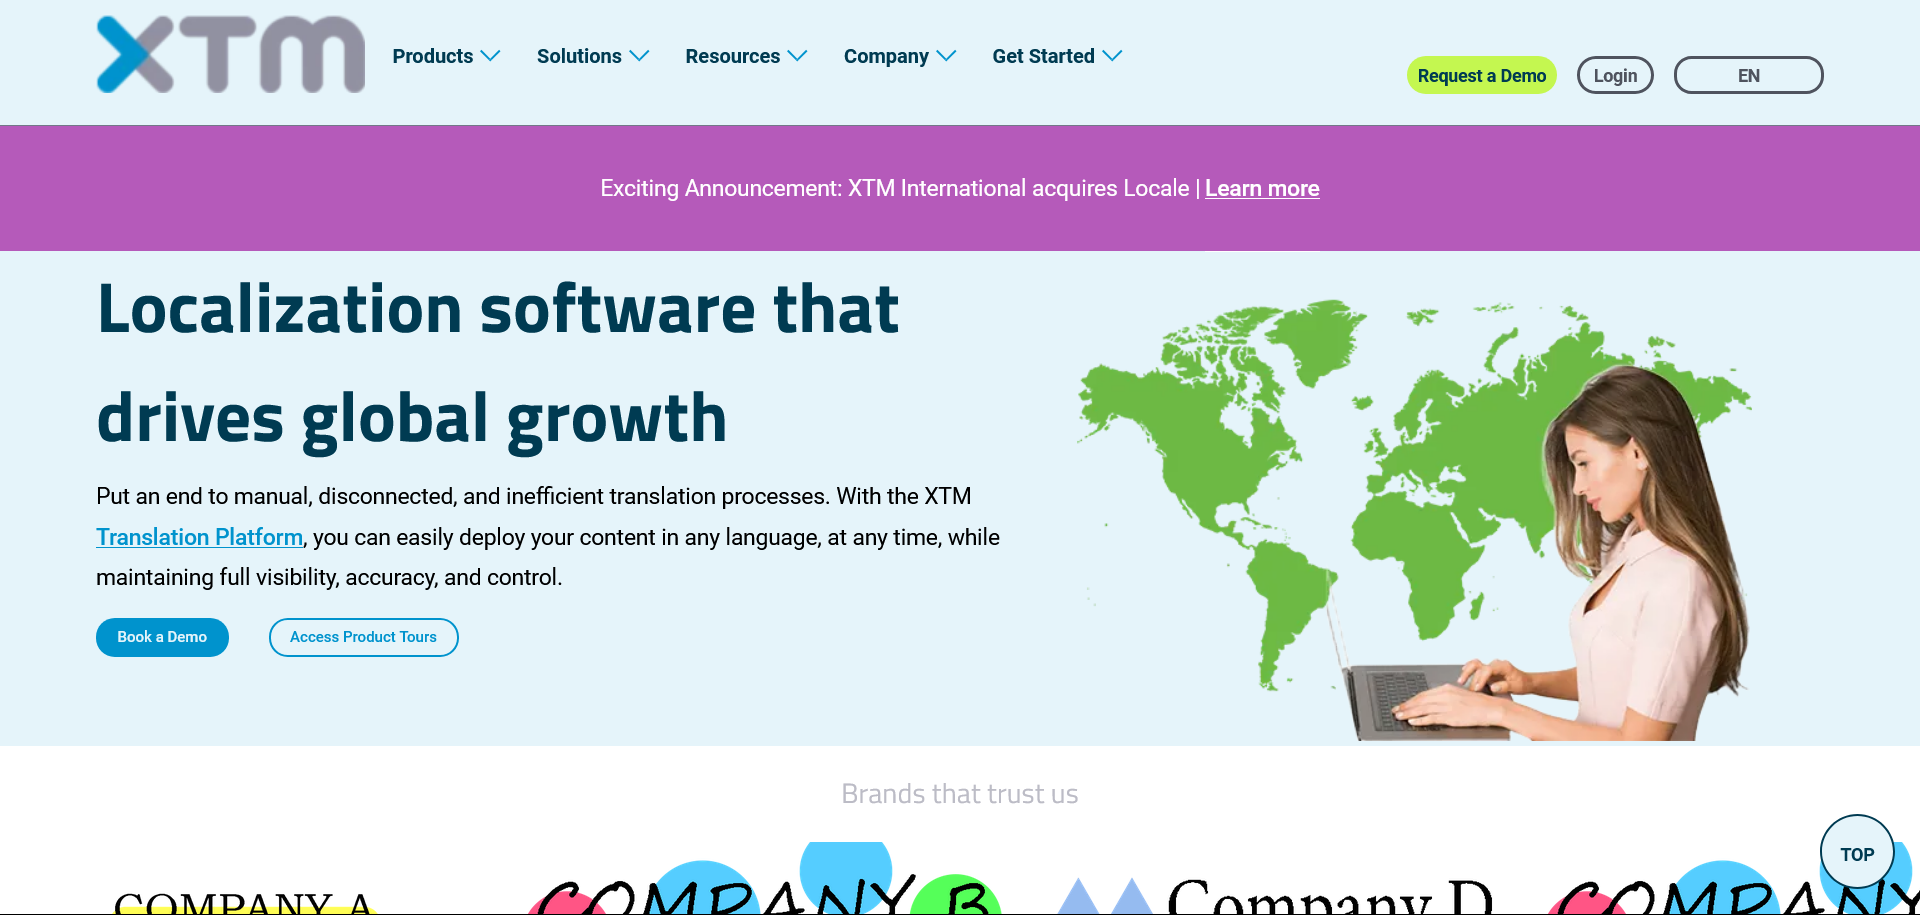 XTM
Products
Solutions
Resources
Company
Get Started
Request a Demo
Login
EN
Exciting Announcement: XTM International acquires Locale | Learn more
Localization software that
drives global growth
Put an end to manual, disconnected, and inefficient translation processes. With the XTM
Translation Platform, you can easily deploy your content in any language, at any time, while
maintaining full visibility, accuracy, and control.
Book a Demo
Access Product Tours
Brands that trust us
TOP
COMPANY A
COMPANY B
Company D
COMPANY